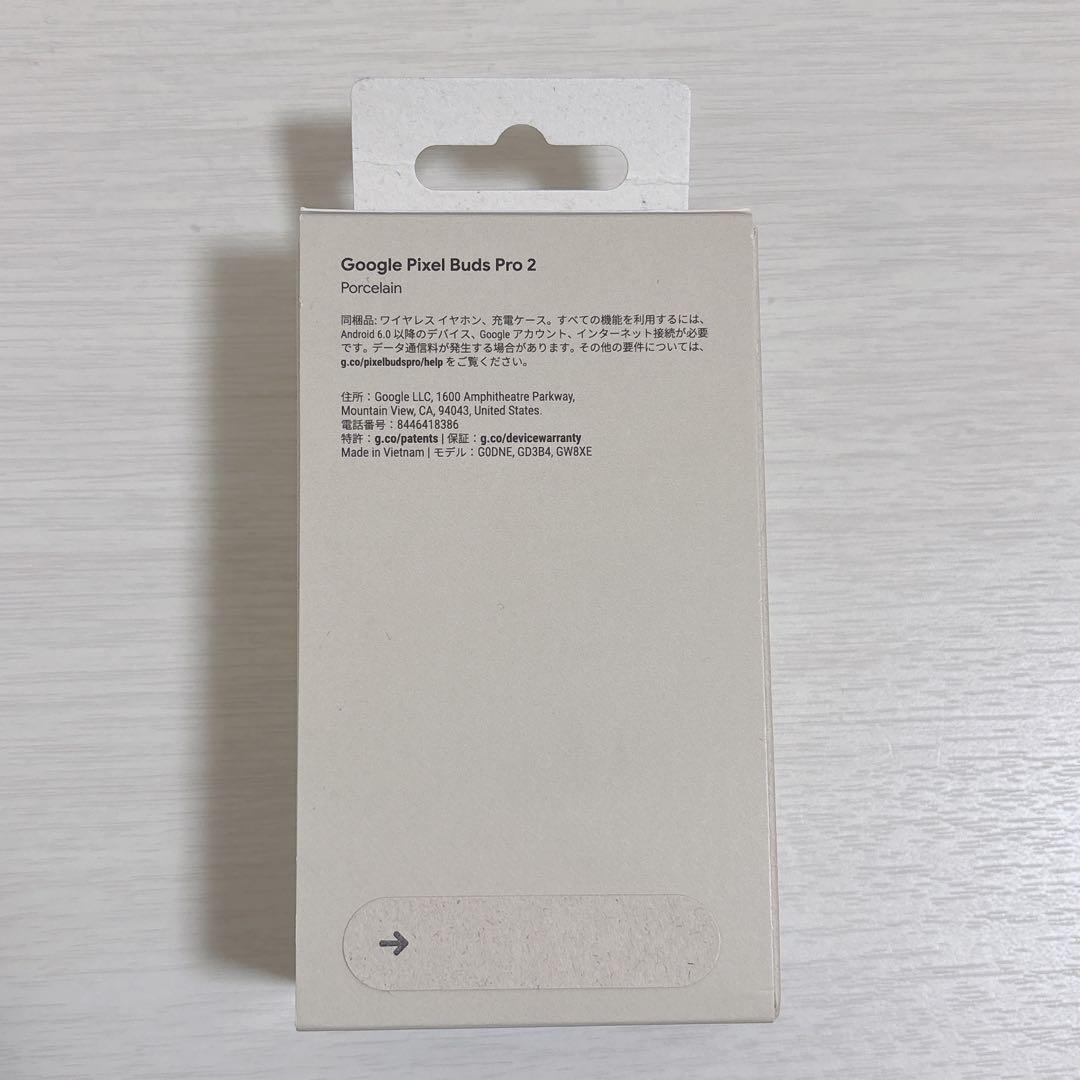 Google Pixel Buds Pro 2
Porcelain
同梱品: ワイヤレス イヤホン、充電ケース。すべての機能を利用するには、
Android 6.0 以降のデバイス、Google アカウント、インターネット接続が必要
です。データ通信料が発生する場合があります。その他の要件については、
g.co/pixelbudspro/help をご覧ください。
住所：Google LLC, 1600 Amphitheatre Parkway,
Mountain View, CA, 94043, United States.
電話番号：8446418386
特許：g.co/patents | 保証：g.co/devicewarranty
Made in Vietnam | モデル：G0DNE, GD3B4, GW8XE